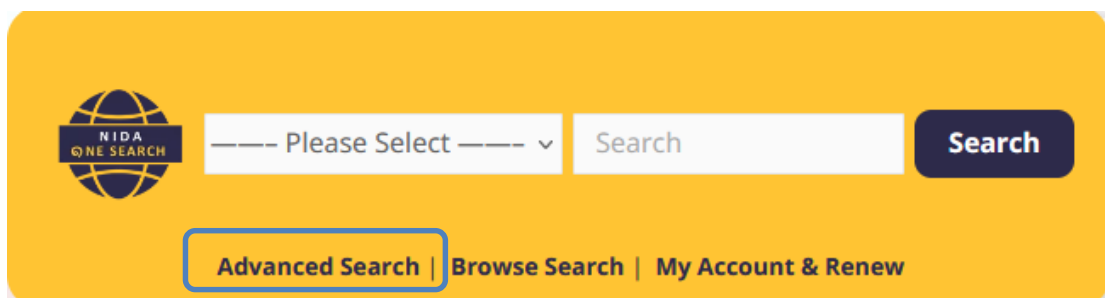 NIDA
ONE SEARCH
——– Please Select ——–
Search
Search
Advanced Search | Browse Search | My Account & Renew